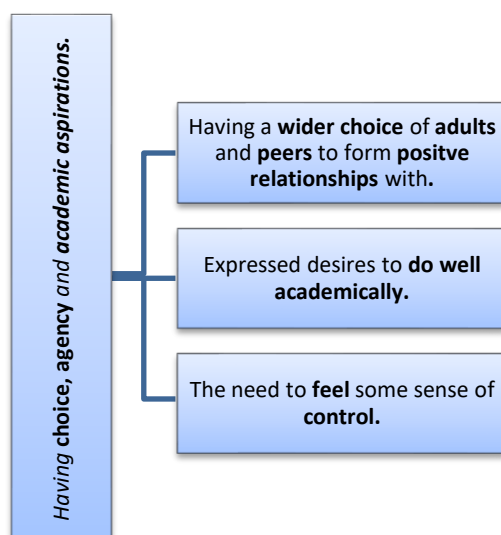 Having choice, agency and academic aspirations.
Having a wider choice of adults
and peers to form positve
relationships with.
Expressed desires to do well
academically.
The need to feel some sense of
control.